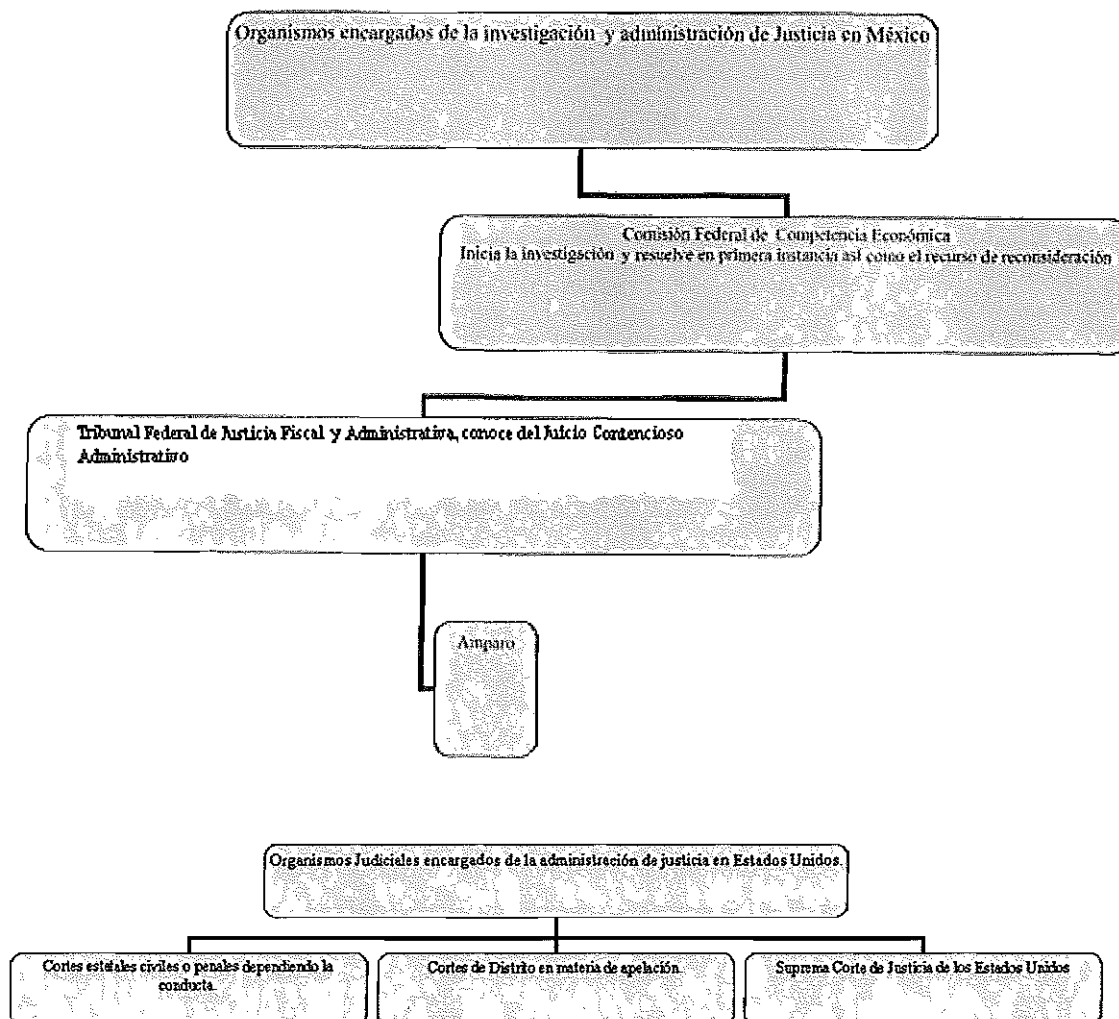 Organismos encargados de la investigación y administración de Justicia en México
Comisión Federal de Competencia Económica
Inicia la investigación y resuelve en primera instancia así como el recurso de reconsideración
Tribunal Federal de Justicia Fiscal y Administrativa, conoce del Juicio Contencioso
Administrativo
Amparo
Organismos Judiciales encargados de la administración de justicia en Estados Unidos.
Cortes estatales civiles o penales dependiendo la
conducta.
Cortes de Distrito en materia de apelación.
Suprema Corte de Justicia de los Estados Unidos